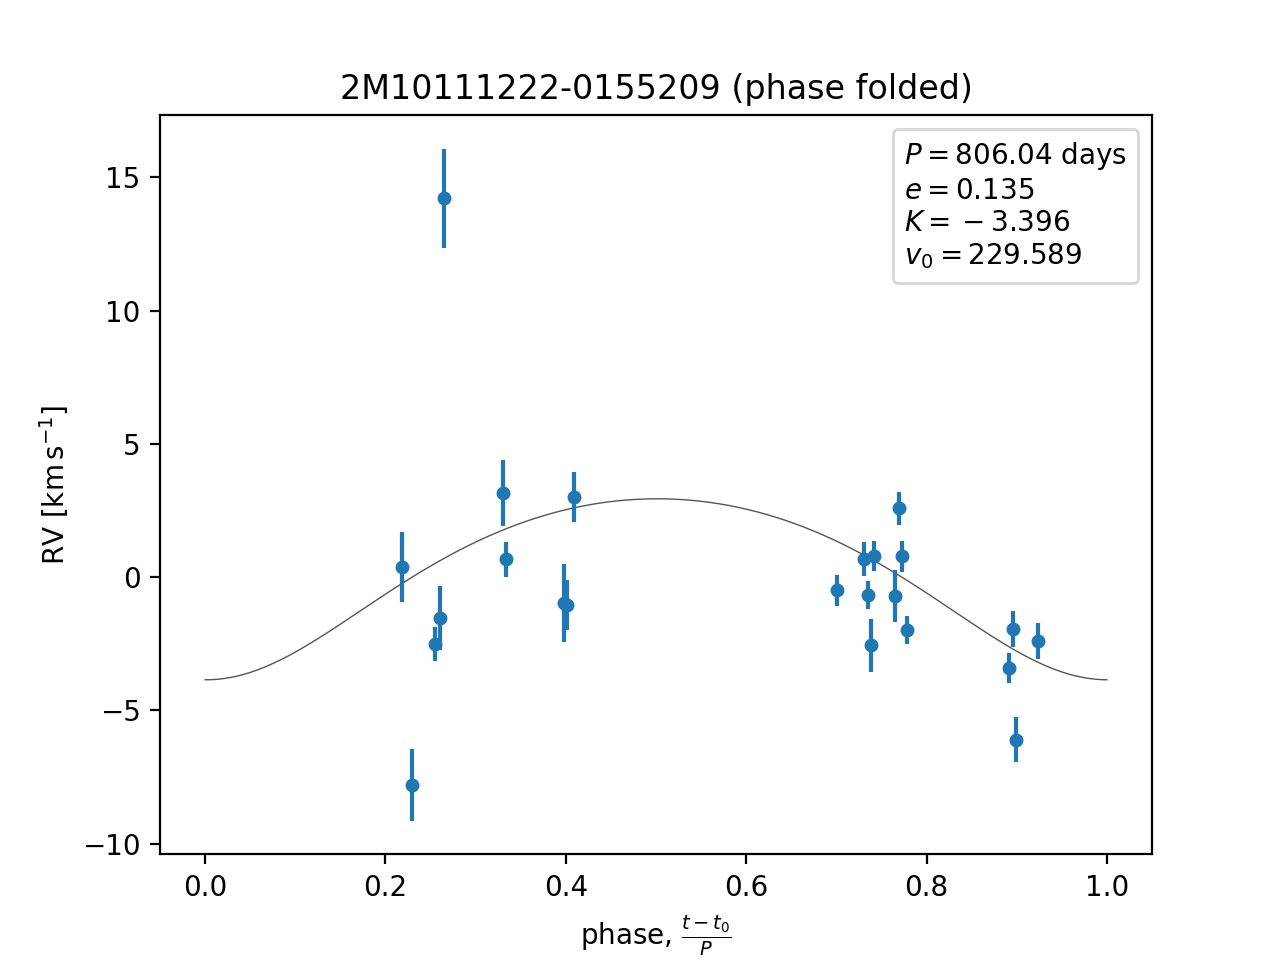 2M10111222-0155209 (phase folded)
P = 806.04 days
e = 0.135
K = −3.396
v₀ = 229.589
15
10
5
0
−5
−10
RV [km s⁻¹]
0.0 0.2 0.4 0.6 0.8 1.0
phase, (t − t₀)/P